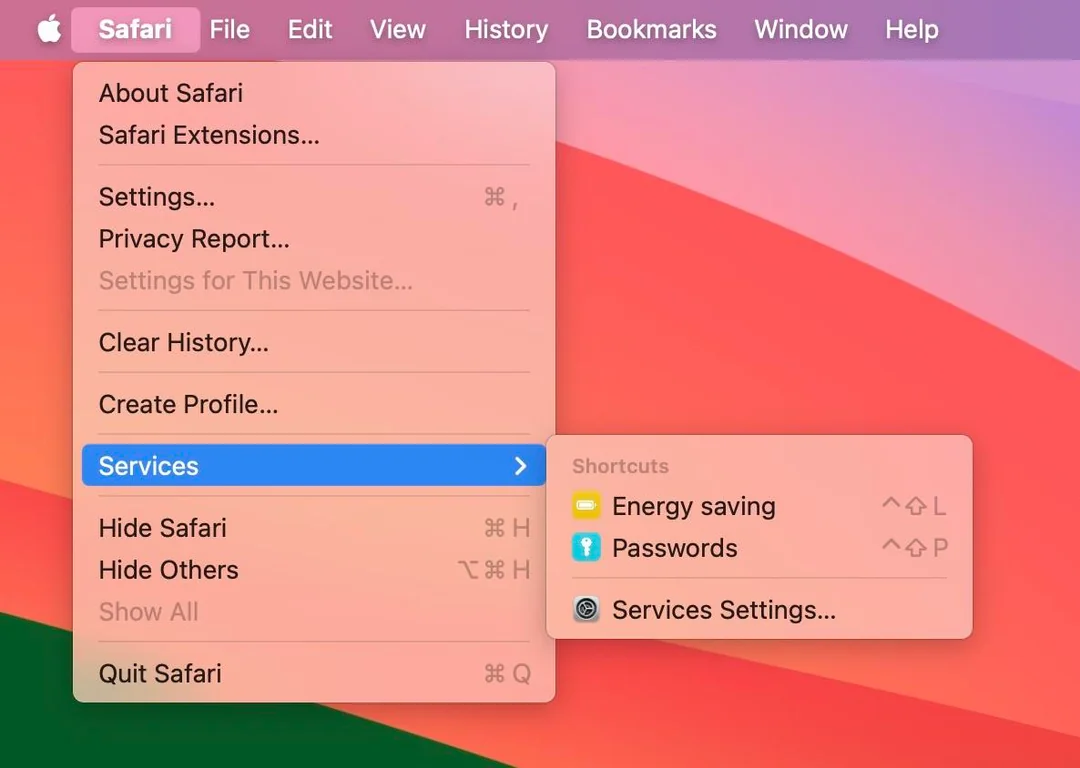 Safari File Edit View History Bookmarks Window Help
About Safari
Safari Extensions...
Settings... ⌘ ,
Privacy Report...
Settings for This Website...
Clear History...
Create Profile...
Services
Hide Safari ⌘ H
Hide Others ⌥ ⌘ H
Show All
Quit Safari ⌘ Q
Shortcuts
Energy saving ^ ⇧ L
Passwords ^ ⇧ P
Services Settings...